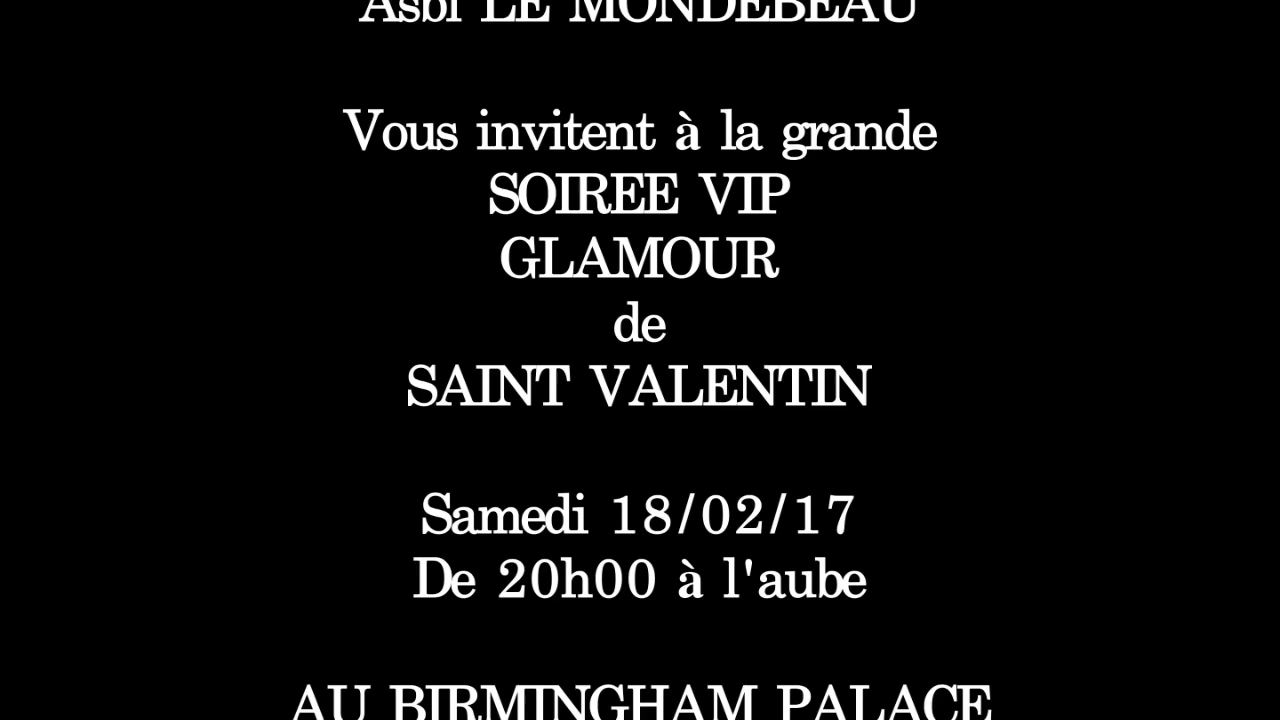 Asbl LE MONDEBEAU
Vous invitent à la grande
SOIREE VIP
GLAMOUR
de
SAINT VALENTIN
Samedi 18/02/17
De 20h00 à l'aube
AU BIRMINGHAM PALACE